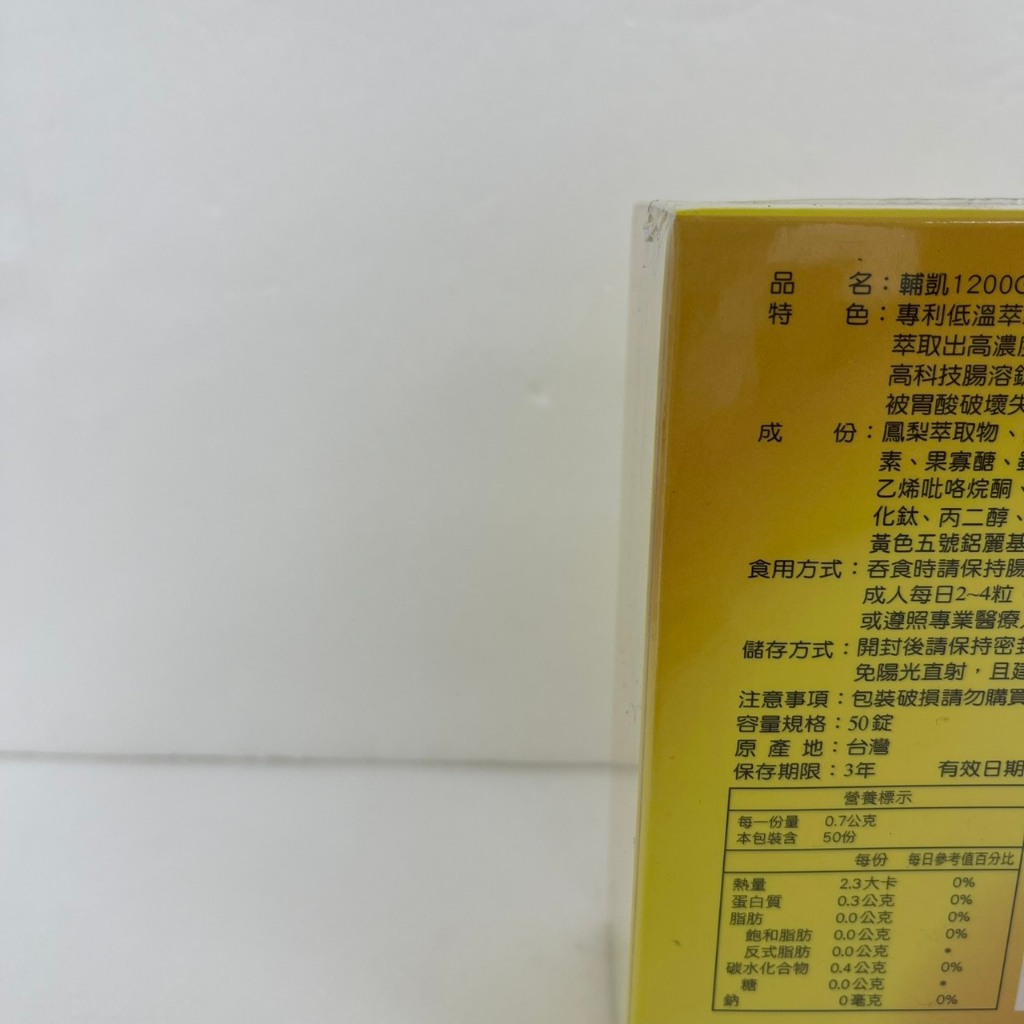 品 名：輔凱1200G
特 色：專利低溫萃
萃取出高濃度
高科技腸溶錠
被胃酸破壞失
成 份：鳳梨萃取物、
素、果寡醣、
乙烯吡咯烷酮、
化鈦、丙二醇、
黃色五號鋁麗基
食用方式：吞食時請保持腸
成人每日2~4粒
或遵照專業醫療人
儲存方式：開封後請保持密封
免陽光直射，且建
注意事項：包裝破損請勿購買
容量規格：50錠
原 產 地：台灣
保存期限：3年 有效日期
營養標示
每一份量 0.7公克
本包裝含 50份
每份 每日參考值百分比
熱量 2.3大卡 0%
蛋白質 0.3公克 0%
脂肪 0.0公克 0%
飽和脂肪 0.0公克 0%
反式脂肪 0.0公克 *
碳水化合物 0.4公克 0%
糖 0.0公克 *
鈉 0毫克 0%